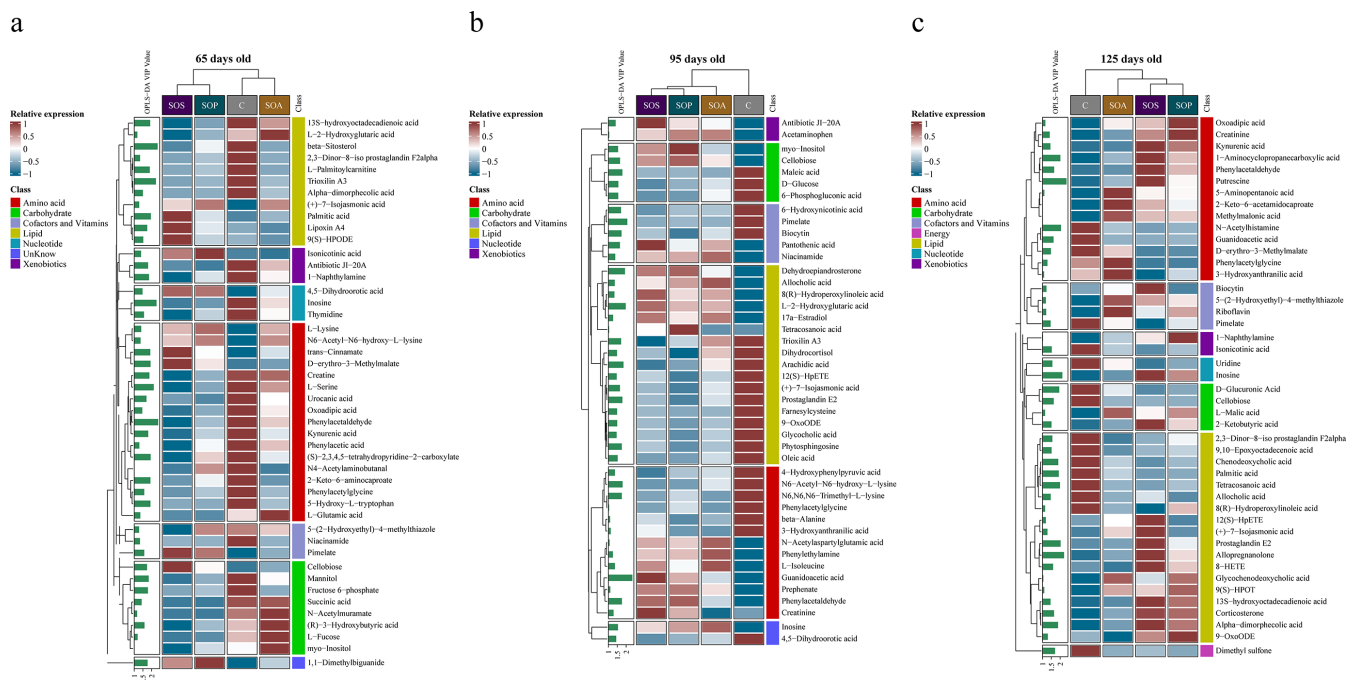 a
65 days old
OPLS-DA VIP Value
SOS
SOP
C
SOA
Class
Relative expression
1
0.5
0
-0.5
-1
Class
Amino acid
Carbohydrate
Cofactors and Vitamins
Lipid
Nucleotide
UnKnow
Xenobiotics
13S-hydroxyoctadecadienoic acid
L-2-Hydroxyglutaric acid
beta-Sitosterol
2,3-Dinor-8-iso prostaglandin F2alpha
L-Palmitoylcarnitine
Trioxilin A3
Alpha-dimorphecolic acid
(+)-7-Isojasmonic acid
Palmitic acid
Lipoxin A4
9(S)-HPODE
Isonicotinic acid
Antibiotic JI-20A
1-Naphthylamine
4,5-Dihydroorotic acid
Inosine
Thymidine
L-Lysine
N6-Acetyl-N6-hydroxy-L-lysine
trans-Cinnamate
D-erythro-3-Methylmalate
Creatine
L-Serine
Urocanic acid
Oxoadipic acid
Phenylacetaldehyde
Kynurenic acid
Phenylacetic acid
(S)-2,3,4,5-tetrahydropyridine-2-carboxylate
N4-Acetylaminobutanal
2-Keto-6-aminocaproate
Phenylacetylglycine
5-Hydroxy-L-tryptophan
L-Glutamic acid
5-(2-Hydroxyethyl)-4-methylthiazole
Niacinamide
Pimelate
Cellobiose
Mannitol
Fructose 6-phosphate
Succinic acid
N-Acetylmuramate
(R)-3-Hydroxybutyric acid
L-Fucose
myo-Inositol
1,1-Dimethylbiguanide
1
1.5
2
b
95 days old
OPLS-DA VIP Value
SOS
SOP
SOA
C
Class
Relative expression
1
0.5
0
-0.5
-1
Class
Amino acid
Carbohydrate
Cofactors and Vitamins
Lipid
Nucleotide
Xenobiotics
Antibiotic JI-20A
Acetaminophen
myo-Inositol
Cellobiose
Maleic acid
D-Glucose
6-Phosphogluconic acid
6-Hydroxynicotinic acid
Pimelate
Biocytin
Pantothenic acid
Niacinamide
Dehydroepiandrosterone
Allocholic acid
8(R)-Hydroperoxylinoleic acid
L-2-Hydroxyglutaric acid
17a-Estradiol
Tetracosanoic acid
Trioxilin A3
Dihydrocortisol
Arachidic acid
12(S)-HpETE
(+)-7-Isojasmonic acid
Prostaglandin E2
Farnesylcysteine
9-OxoODE
Glycocholic acid
Phytosphingosine
Oleic acid
4-Hydroxyphenylpyruvic acid
N6-Acetyl-N6-hydroxy-L-lysine
N6,N6,N6-Trimethyl-L-lysine
Phenylacetylglycine
beta-Alanine
3-Hydroxyanthranilic acid
N-Acetylaspartylglutamic acid
Phenylethylamine
L-Isoleucine
Guanidoacetic acid
Prephenate
Phenylacetaldehyde
Creatinine
Inosine
4,5-Dihydroorotic acid
1
1.5
2
c
125 days old
OPLS-DA VIP Value
C
SOA
SOS
SOP
Class
Relative expression
1
0.5
0
-0.5
-1
Class
Amino acid
Carbohydrate
Cofactors and Vitamins
Energy
Lipid
Nucleotide
Xenobiotics
Oxoadipic acid
Creatinine
Kynurenic acid
1-Aminocyclopropanecarboxylic acid
Phenylacetaldehyde
Putrescine
5-Aminopentanoic acid
2-Keto-6-acetamidocaproate
Methylmalonic acid
N-Acetylhistamine
Guanidoacetic acid
D-erythro-3-Methylmalate
Phenylacetylglycine
3-Hydroxyanthranilic acid
Biocytin
5-(2-Hydroxyethyl)-4-methylthiazole
Riboflavin
Pimelate
1-Naphthylamine
Isonicotinic acid
Uridine
Inosine
D-Glucuronic Acid
Cellobiose
L-Malic acid
2-Ketobutyric acid
2,3-Dinor-8-iso prostaglandin F2alpha
9,10-Epoxyoctadecenoic acid
Chenodeoxycholic acid
Palmitic acid
Tetracosanoic acid
Allocholic acid
8(R)-Hydroperoxylinoleic acid
12(S)-HpETE
(+)-7-Isojasmonic acid
Prostaglandin E2
Allopregnanolone
8-HETE
Glycochenodeoxycholic acid
9(S)-HPOT
13S-hydroxyoctadecadienoic acid
Corticosterone
Alpha-dimorphecolic acid
9-OxoODE
Dimethyl sulfone
1
1.5
2